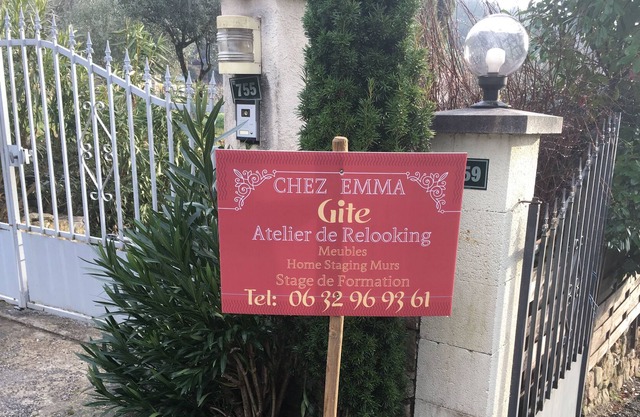 755
59
CHEZ EMMA
Gite
Atelier de Relooking
Meubles
Home Staging Murs
Stage de Formation
Tel: 06 32 96 93 61